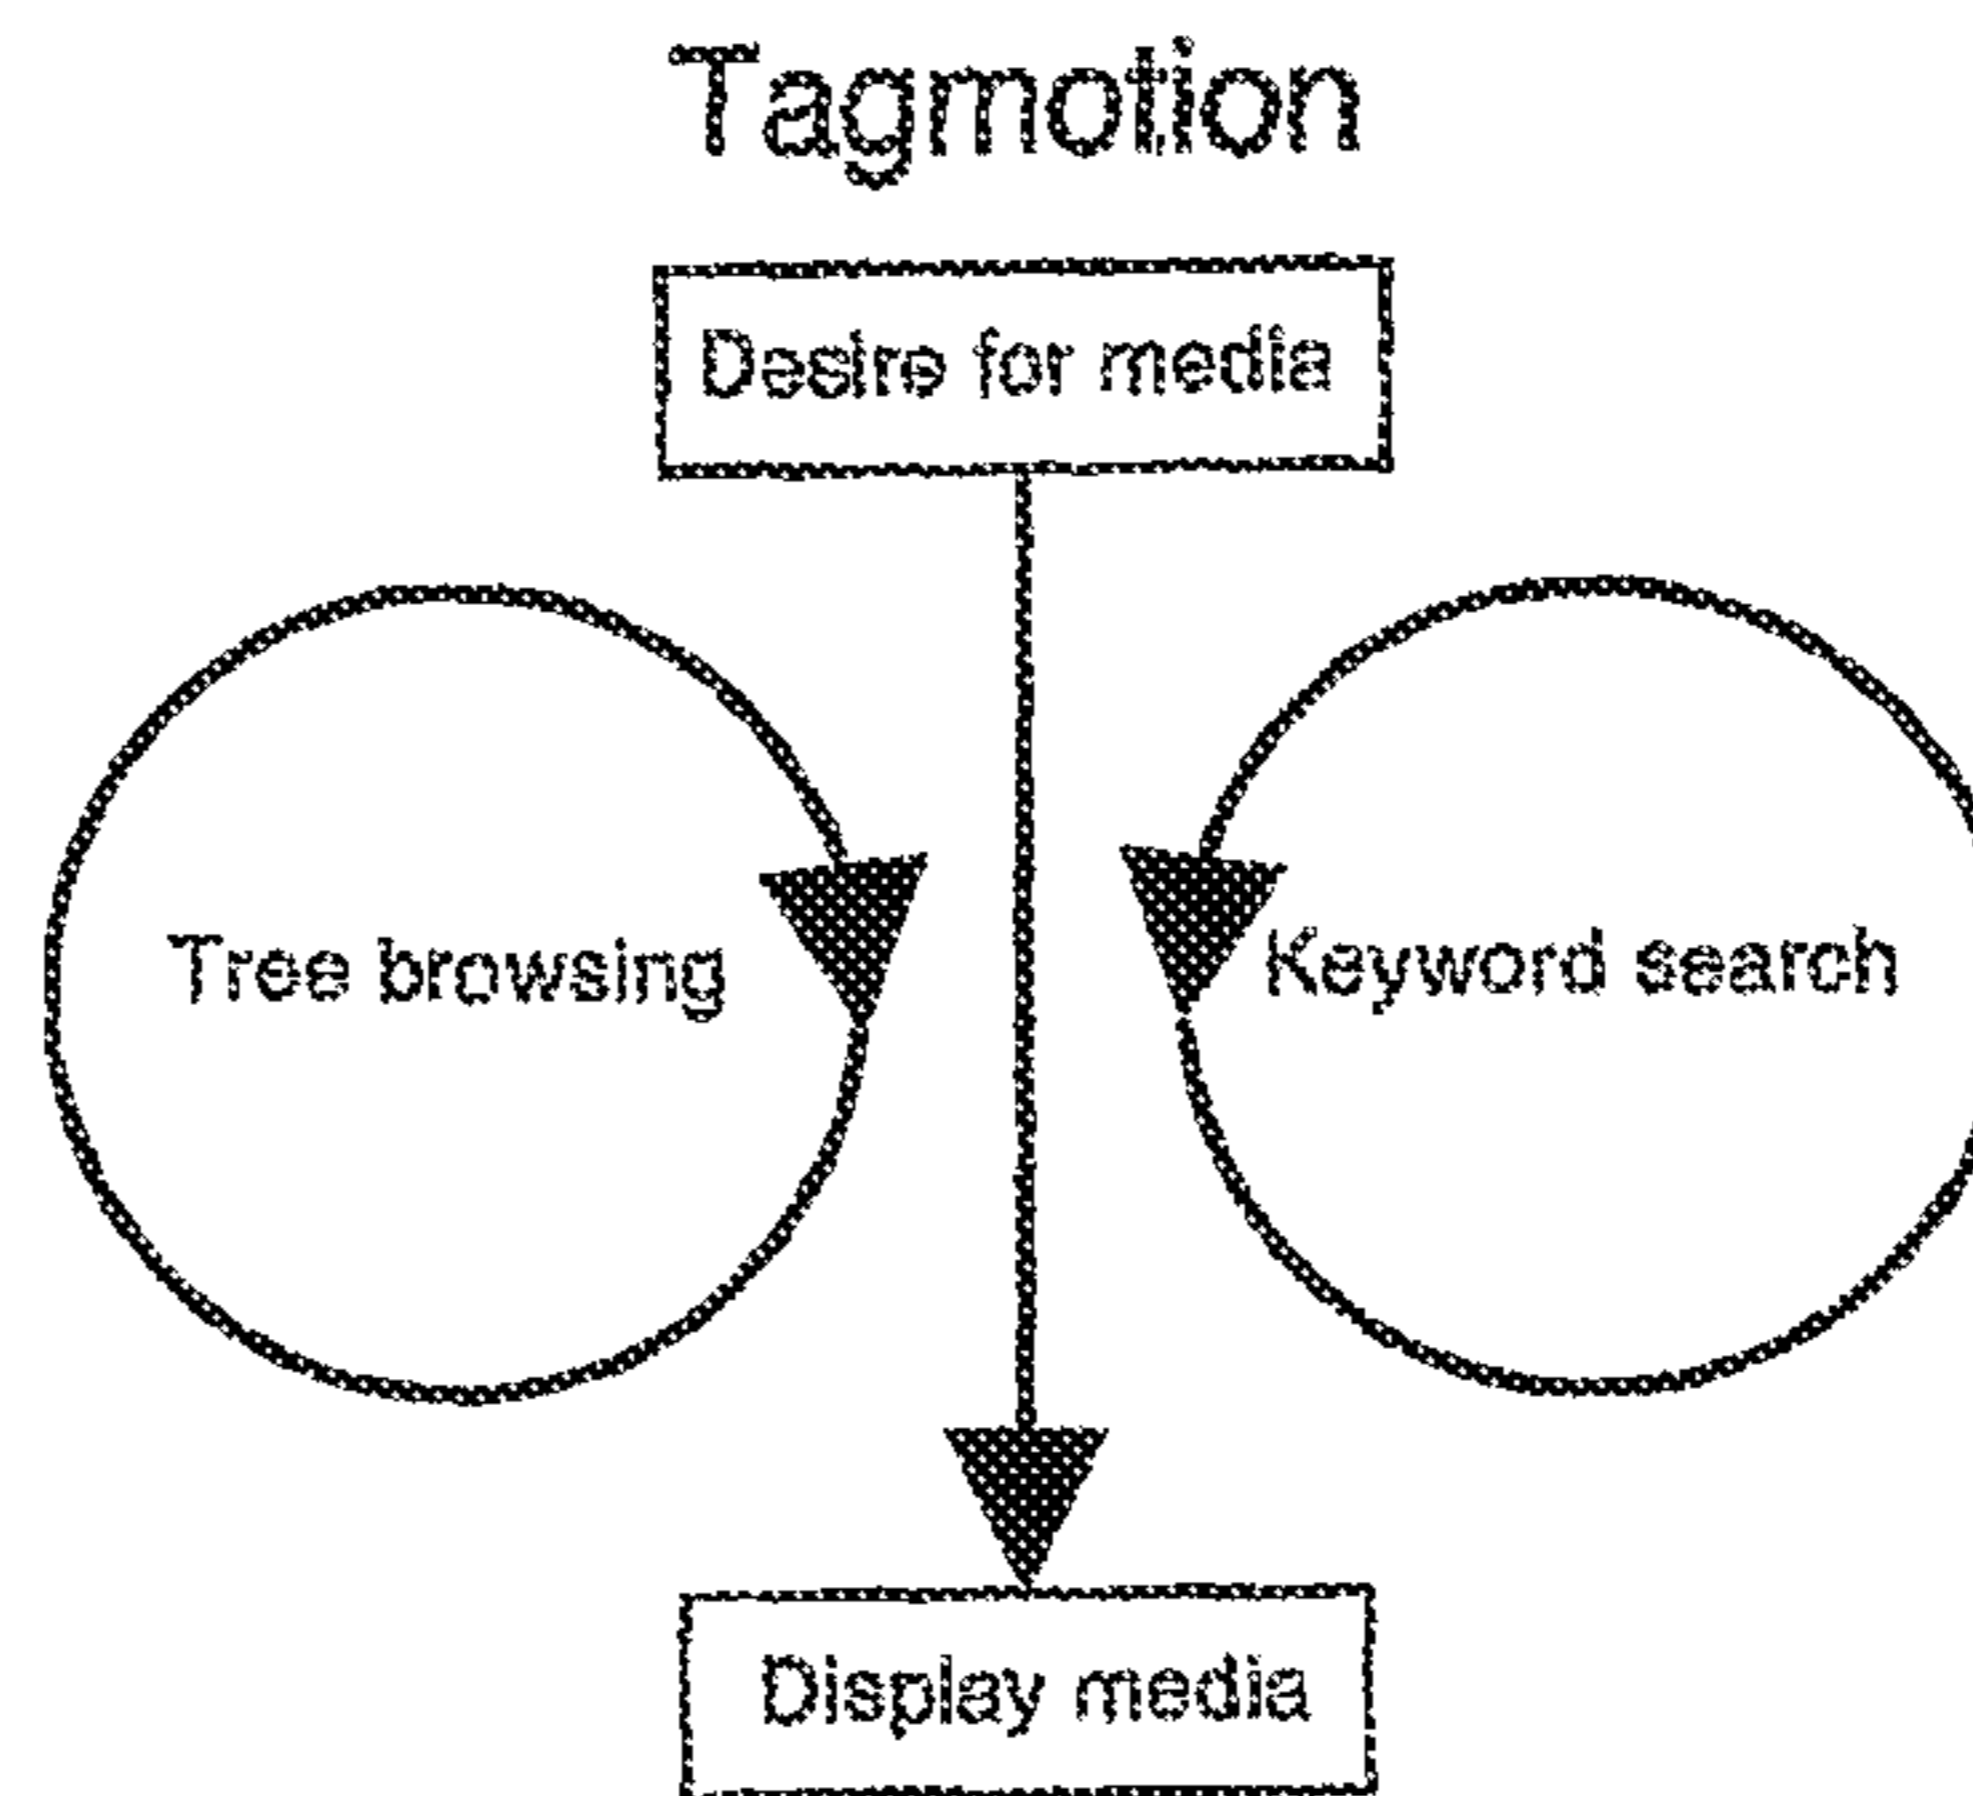 Tagmotion
Desire for media
Tree browsing
Keyword search
Display media